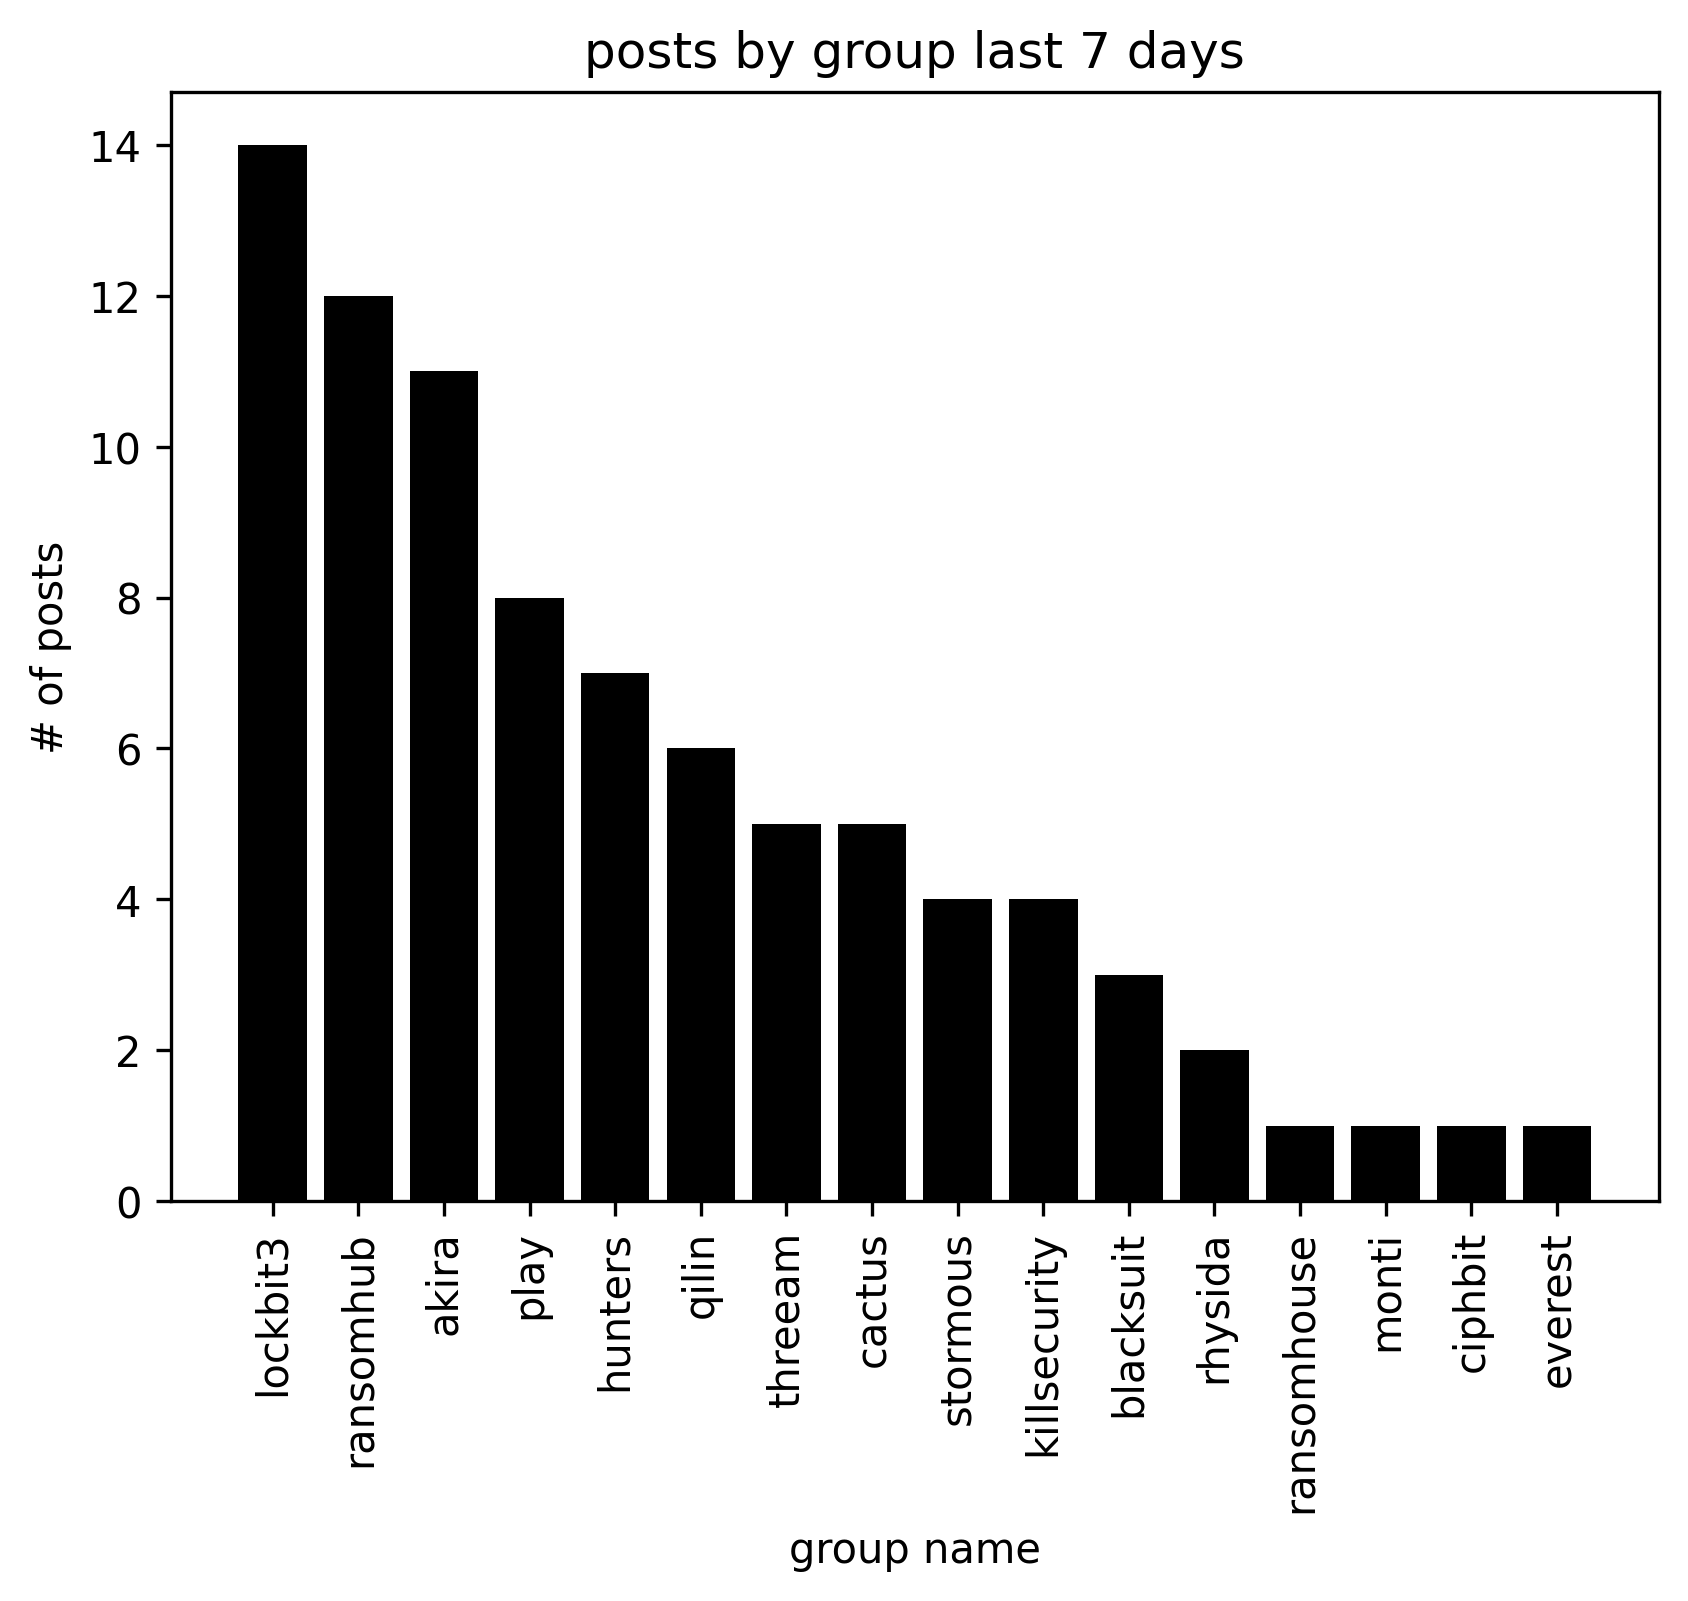 posts by group last 7 days
14
12
10
8
6
4
2
0
# of posts
lockbit3
ransomhub
akira
play
hunters
qilin
threeam
cactus
stormous
killsecurity
blacksuit
rhysida
ransomhouse
monti
ciphbit
everest
group name